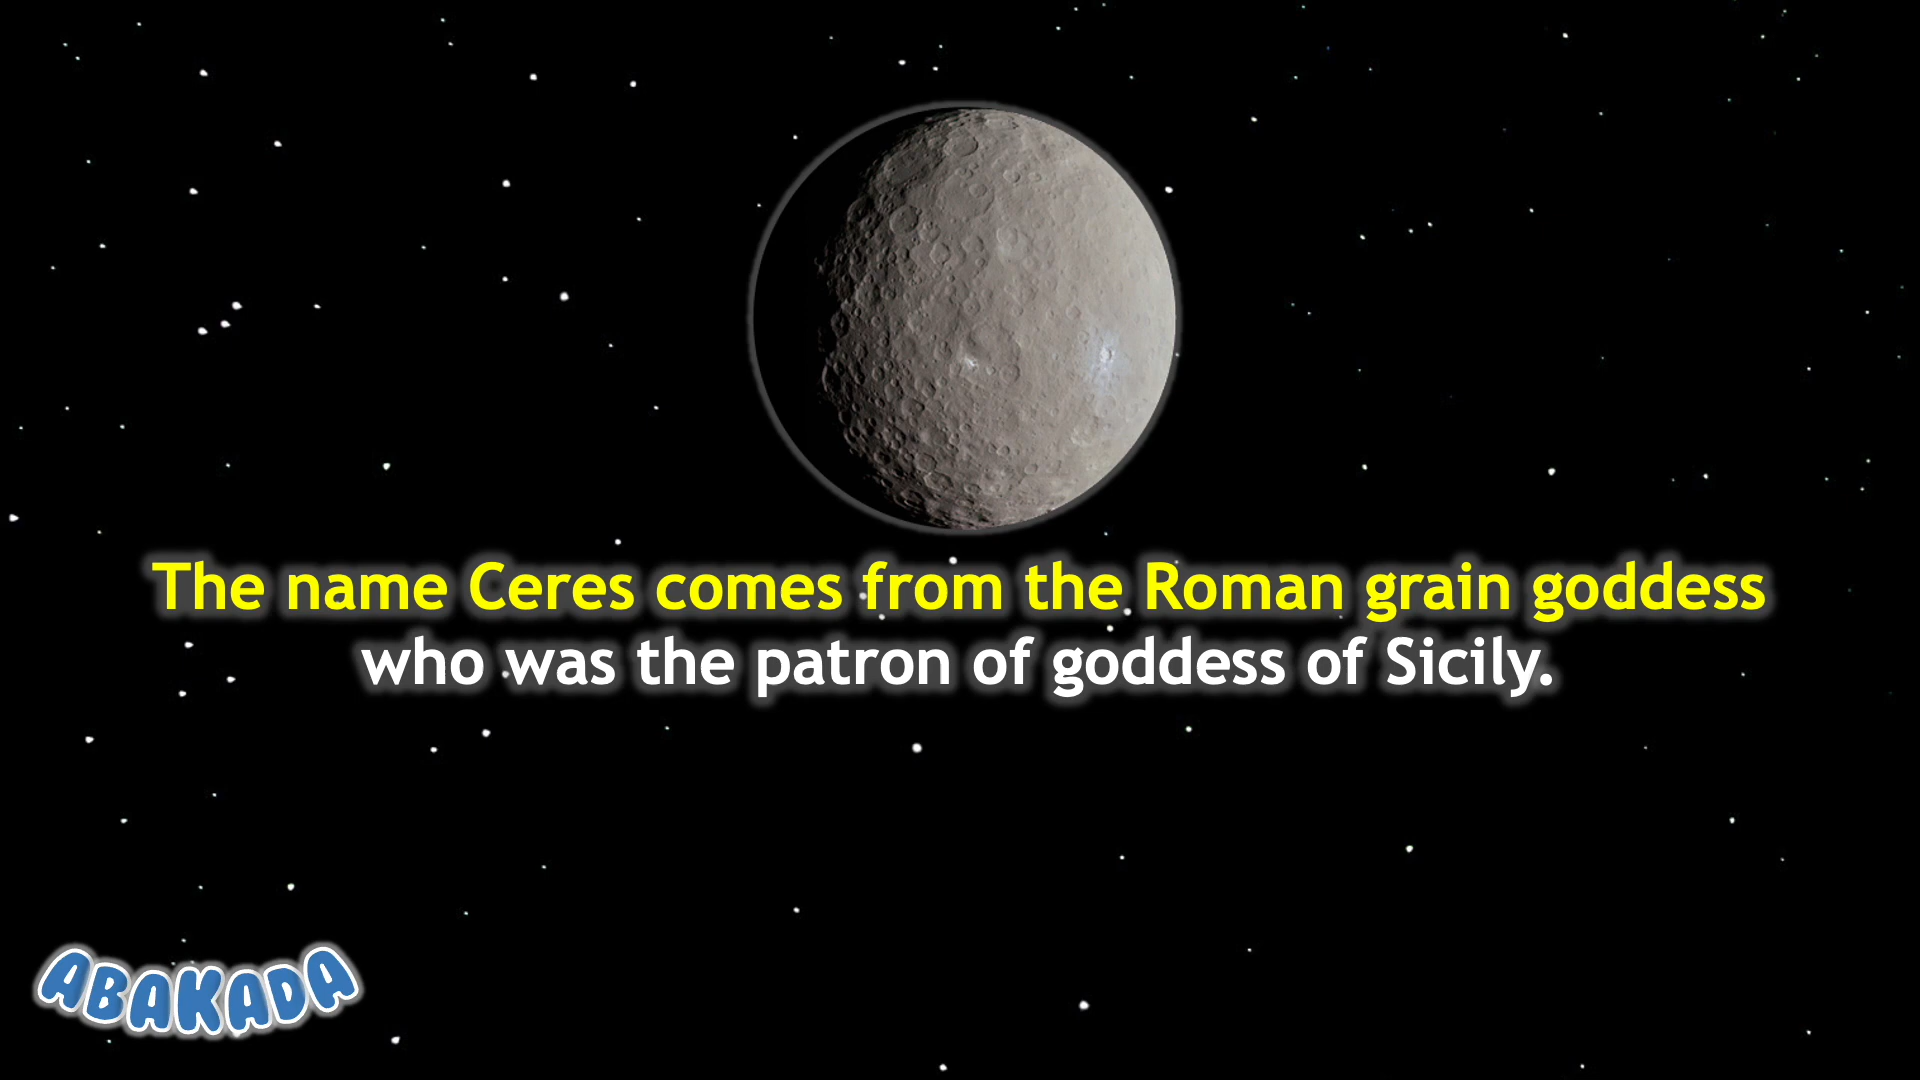 The name Ceres comes from the Roman grain goddess
who was the patron of goddess of Sicily.
ABAKADA